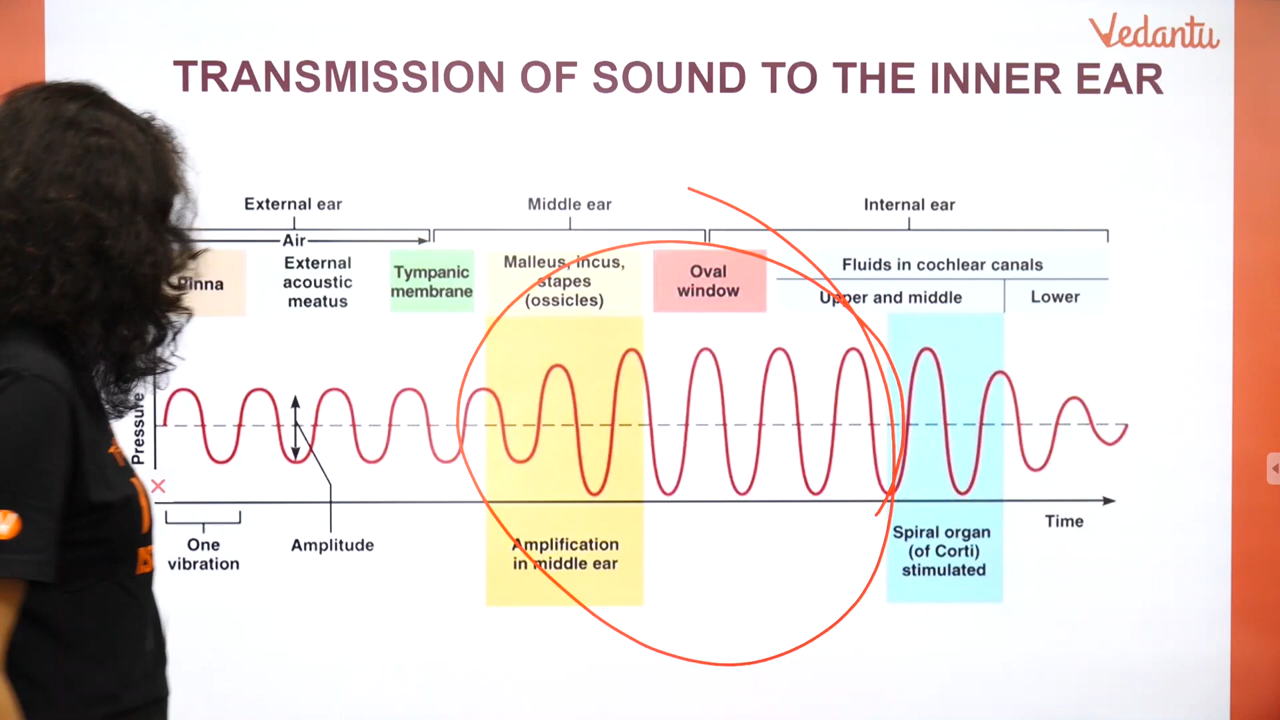 Vedantu
TRANSMISSION OF SOUND TO THE INNER EAR
External ear
Middle ear
Internal ear
Air
Pinna
External
acoustic
meatus
Tympanic
membrane
Malleus, incus,
stapes
(ossicles)
Oval
window
Fluids in cochlear canals
Upper and middle
Lower
Pressure
One
vibration
Amplitude
Amplification
in middle ear
Spiral organ
(of Corti)
stimulated
Time